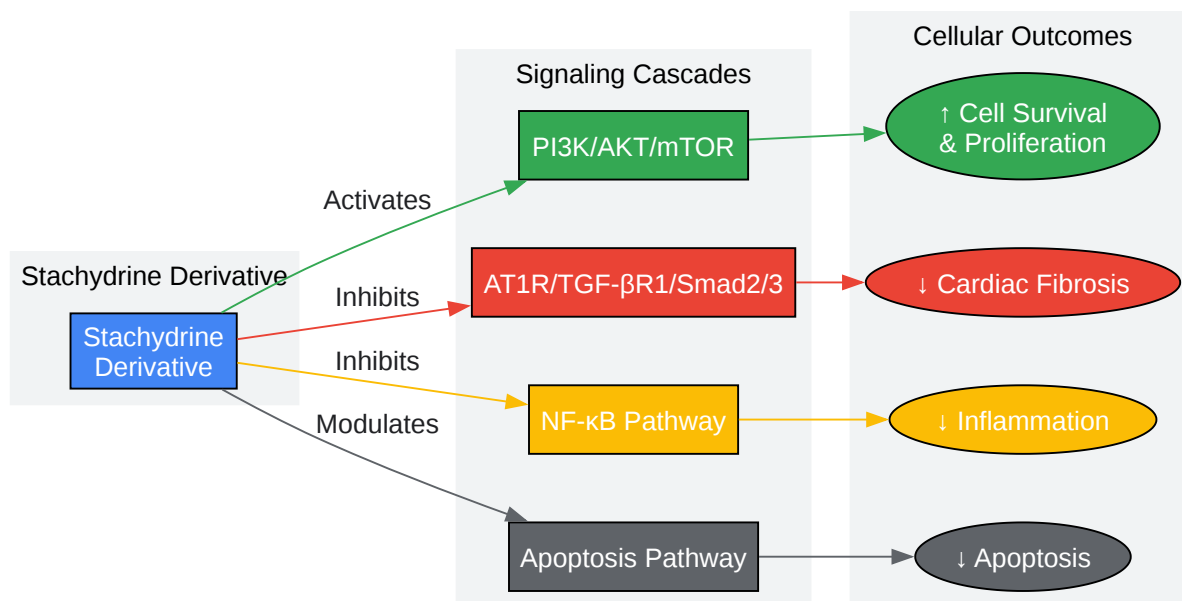 Cellular Outcomes
Signaling Cascades
↑ Cell Survival
& Proliferation
PI3K/AKT/mTOR
Activates
Stachydrine Derivative
AT1R/TGF-βR1/Smad2/3
↓ Cardiac Fibrosis
Inhibits
Stachydrine
Derivative
Inhibits
NF-κB Pathway
↓ Inflammation
Modulates
Apoptosis Pathway
↓ Apoptosis